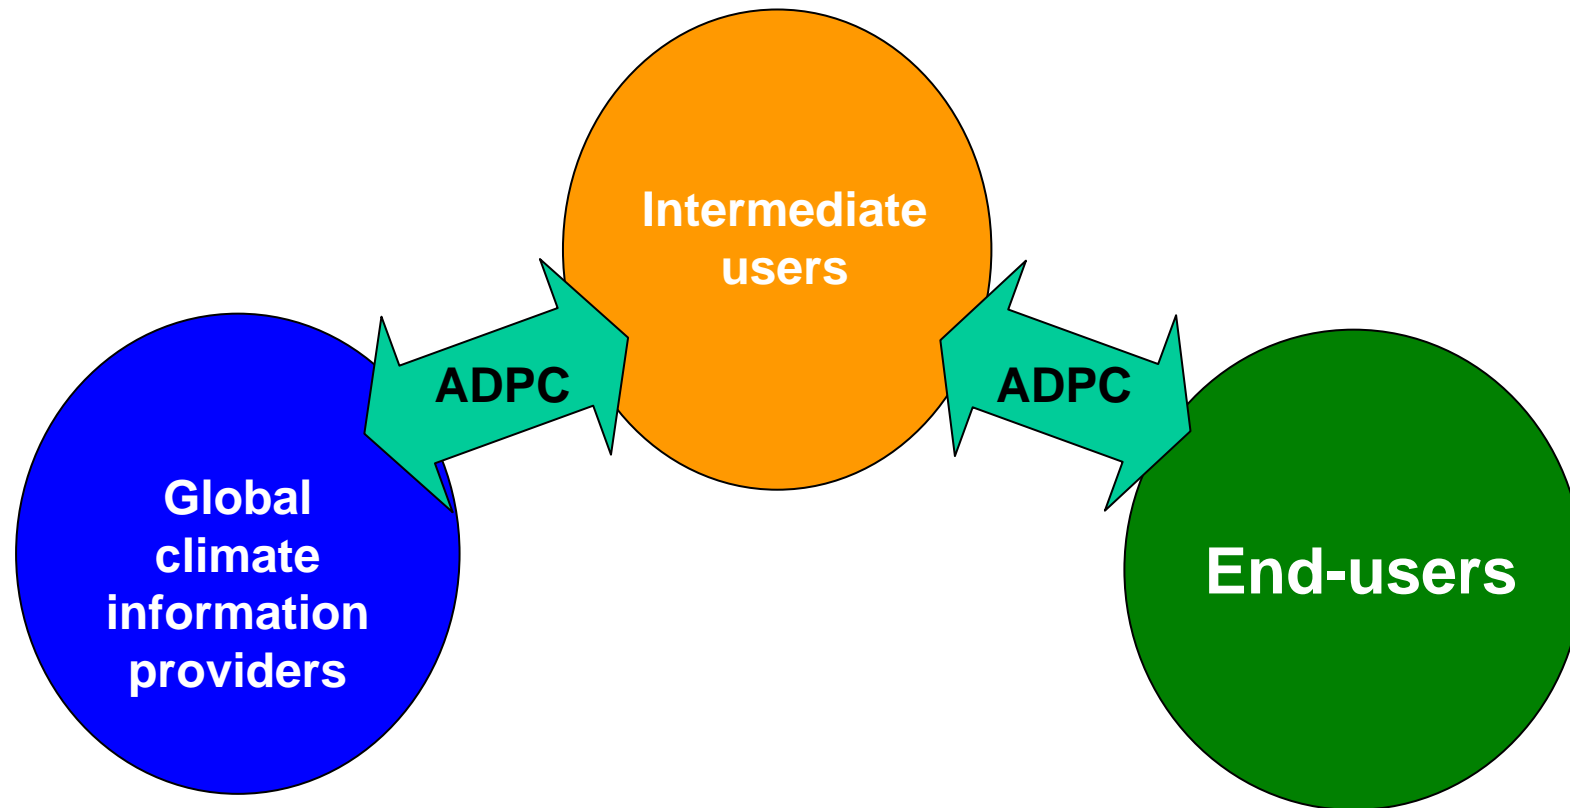 Intermediate
users
ADPC
ADPC
Global
climate
information
providers
End-users